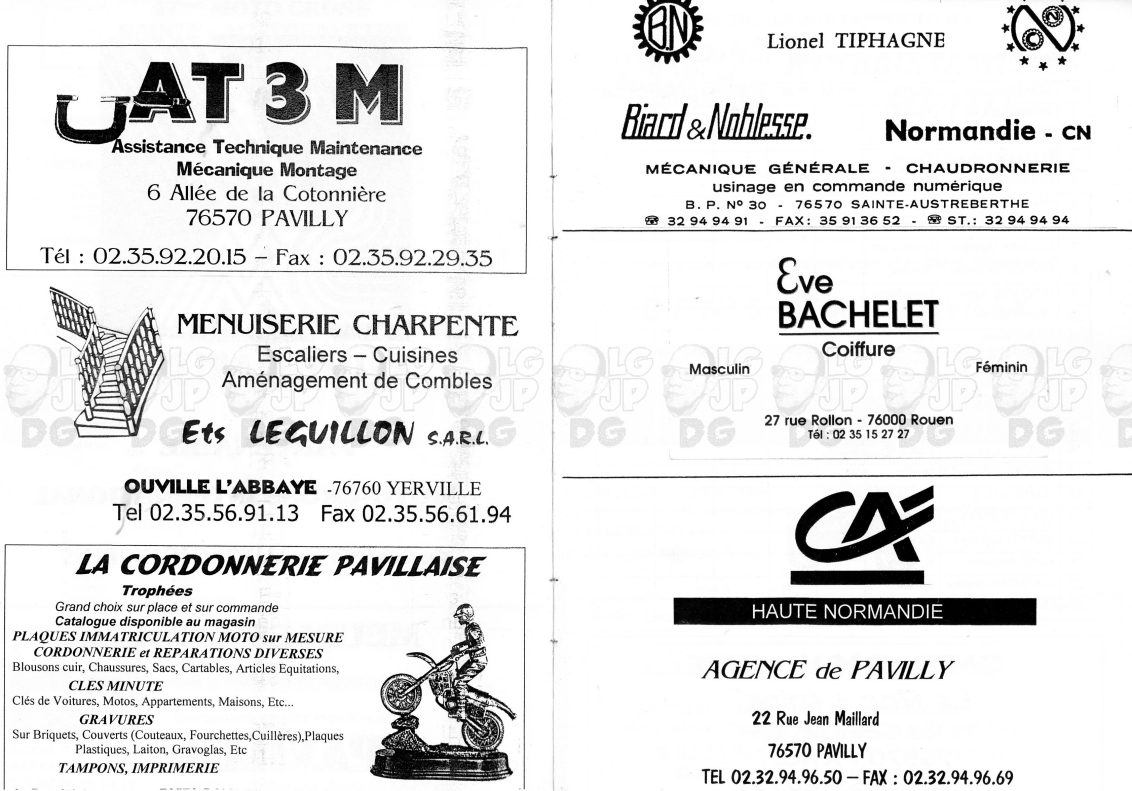 AT 3 M
Assistance Technique Maintenance
Mécanique Montage
6 Allée de la Cotonnière
76570 PAVILLY
Tél : 02.35.92.20.15 – Fax : 02.35.92.29.35
MENUISERIE CHARPENTE
Escaliers – Cuisines
Aménagement de Combles
Ets LEGUILLON S.A.R.L.
OUVILLE L'ABBAYE -76760 YERVILLE
Tel 02.35.56.91.13 Fax 02.35.56.61.94
LA CORDONNERIE PAVILLAISE
Trophées
Grand choix sur place et sur commande
Catalogue disponible au magasin
PLAQUES IMMATRICULATION MOTO sur MESURE
CORDONNERIE et REPARATIONS DIVERSES
Blousons cuir, Chaussures, Sacs, Cartables, Articles Equitations,
CLES MINUTE
Clés de Voitures, Motos, Appartements, Maisons, Etc...
GRAVURES
Sur Briquets, Couverts (Couteaux, Fourchettes,Cuillères),Plaques
Plastiques, Laiton, Gravoglas, Etc
TAMPONS, IMPRIMERIE
B.N
Lionel TIPHAGNE
N
C N
Biard & Noblesse.
Normandie - CN
MÉCANIQUE GÉNÉRALE - CHAUDRONNERIE
usinage en commande numérique
B. P. Nº 30 - 76570 SAINTE-AUSTREBERTHE
☎ 32 94 94 91 - FAX: 35 91 36 52 - ☎ ST.: 32 94 94 94
Eve
BACHELET
Coiffure
Masculin Féminin
27 rue Rollon - 76000 Rouen
Tél : 02 35 15 27 27
CA
HAUTE NORMANDIE
AGENCE de PAVILLY
22 Rue Jean Maillard
76570 PAVILLY
TEL 02.32.94.96.50 – FAX : 02.32.94.96.69
LG JP DG